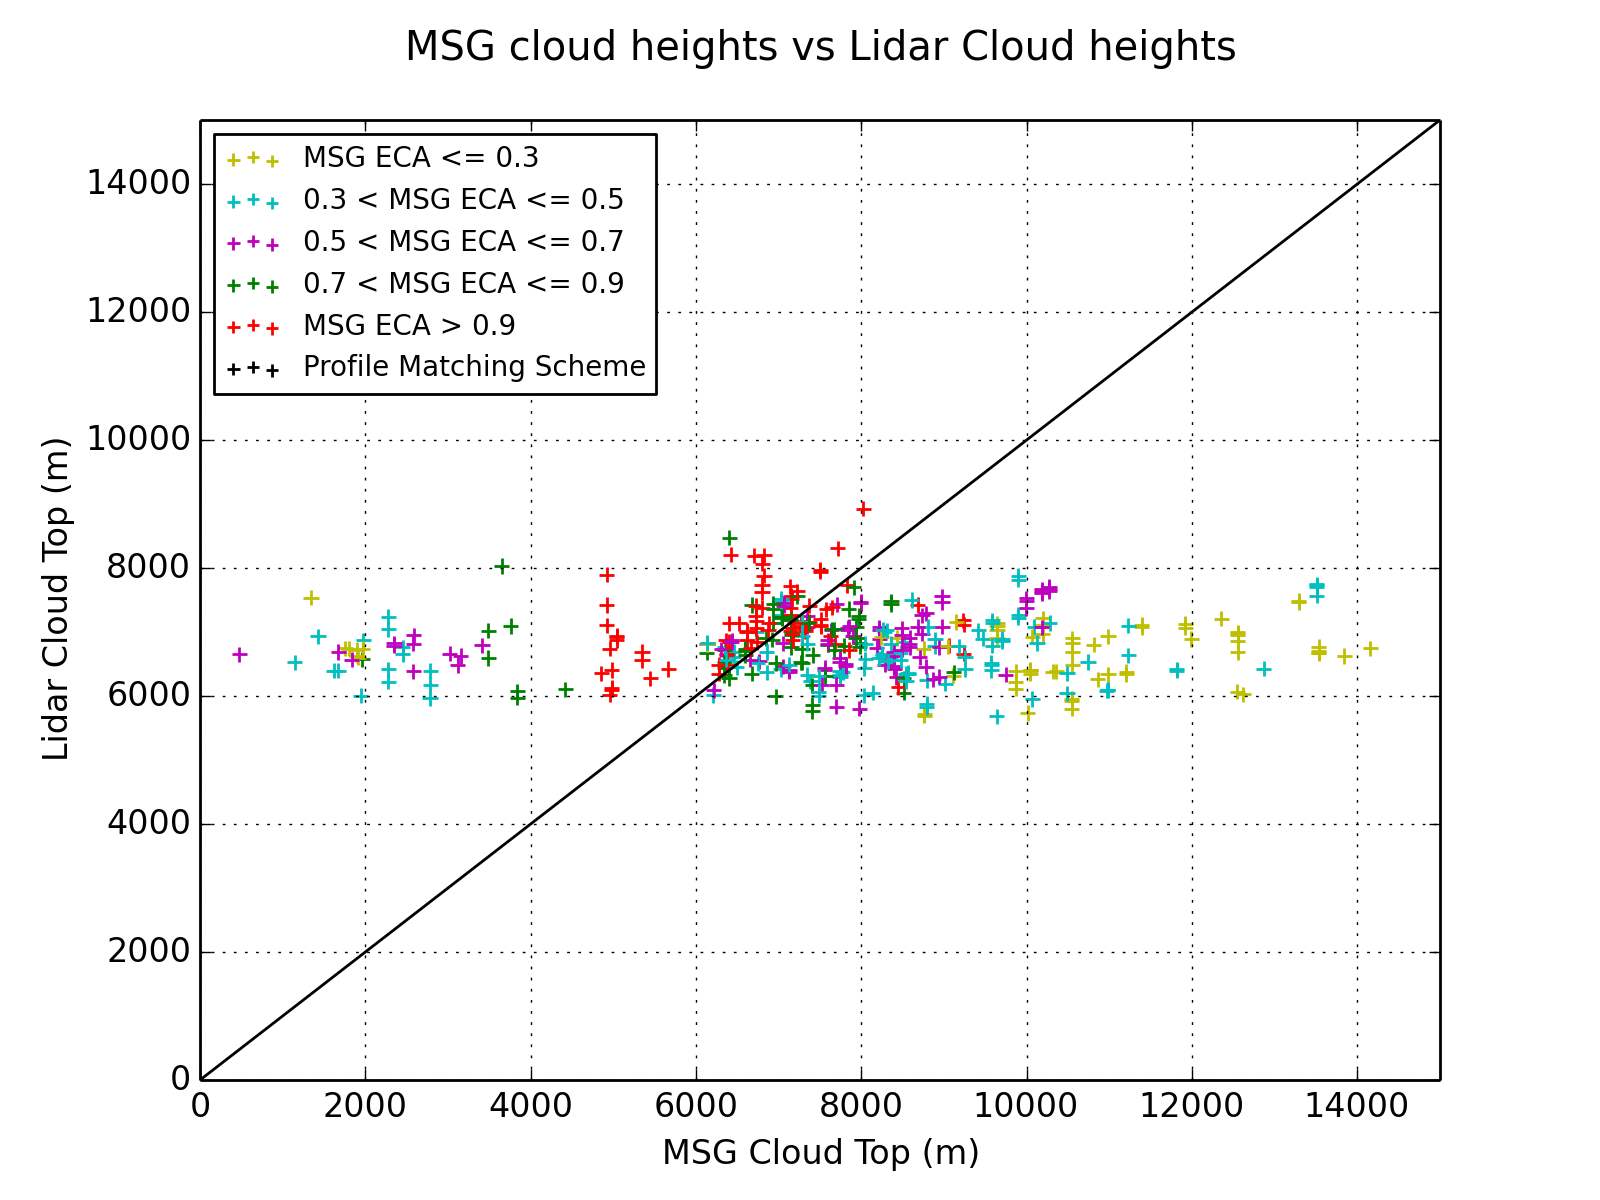 MSG cloud heights vs Lidar Cloud heights
MSG ECA <= 0.3
0.3 < MSG ECA <= 0.5
0.5 < MSG ECA <= 0.7
0.7 < MSG ECA <= 0.9
MSG ECA > 0.9
Profile Matching Scheme
Lidar Cloud Top (m)
14000
12000
10000
8000
6000
4000
2000
0
0 2000 4000 6000 8000 10000 12000 14000
MSG Cloud Top (m)